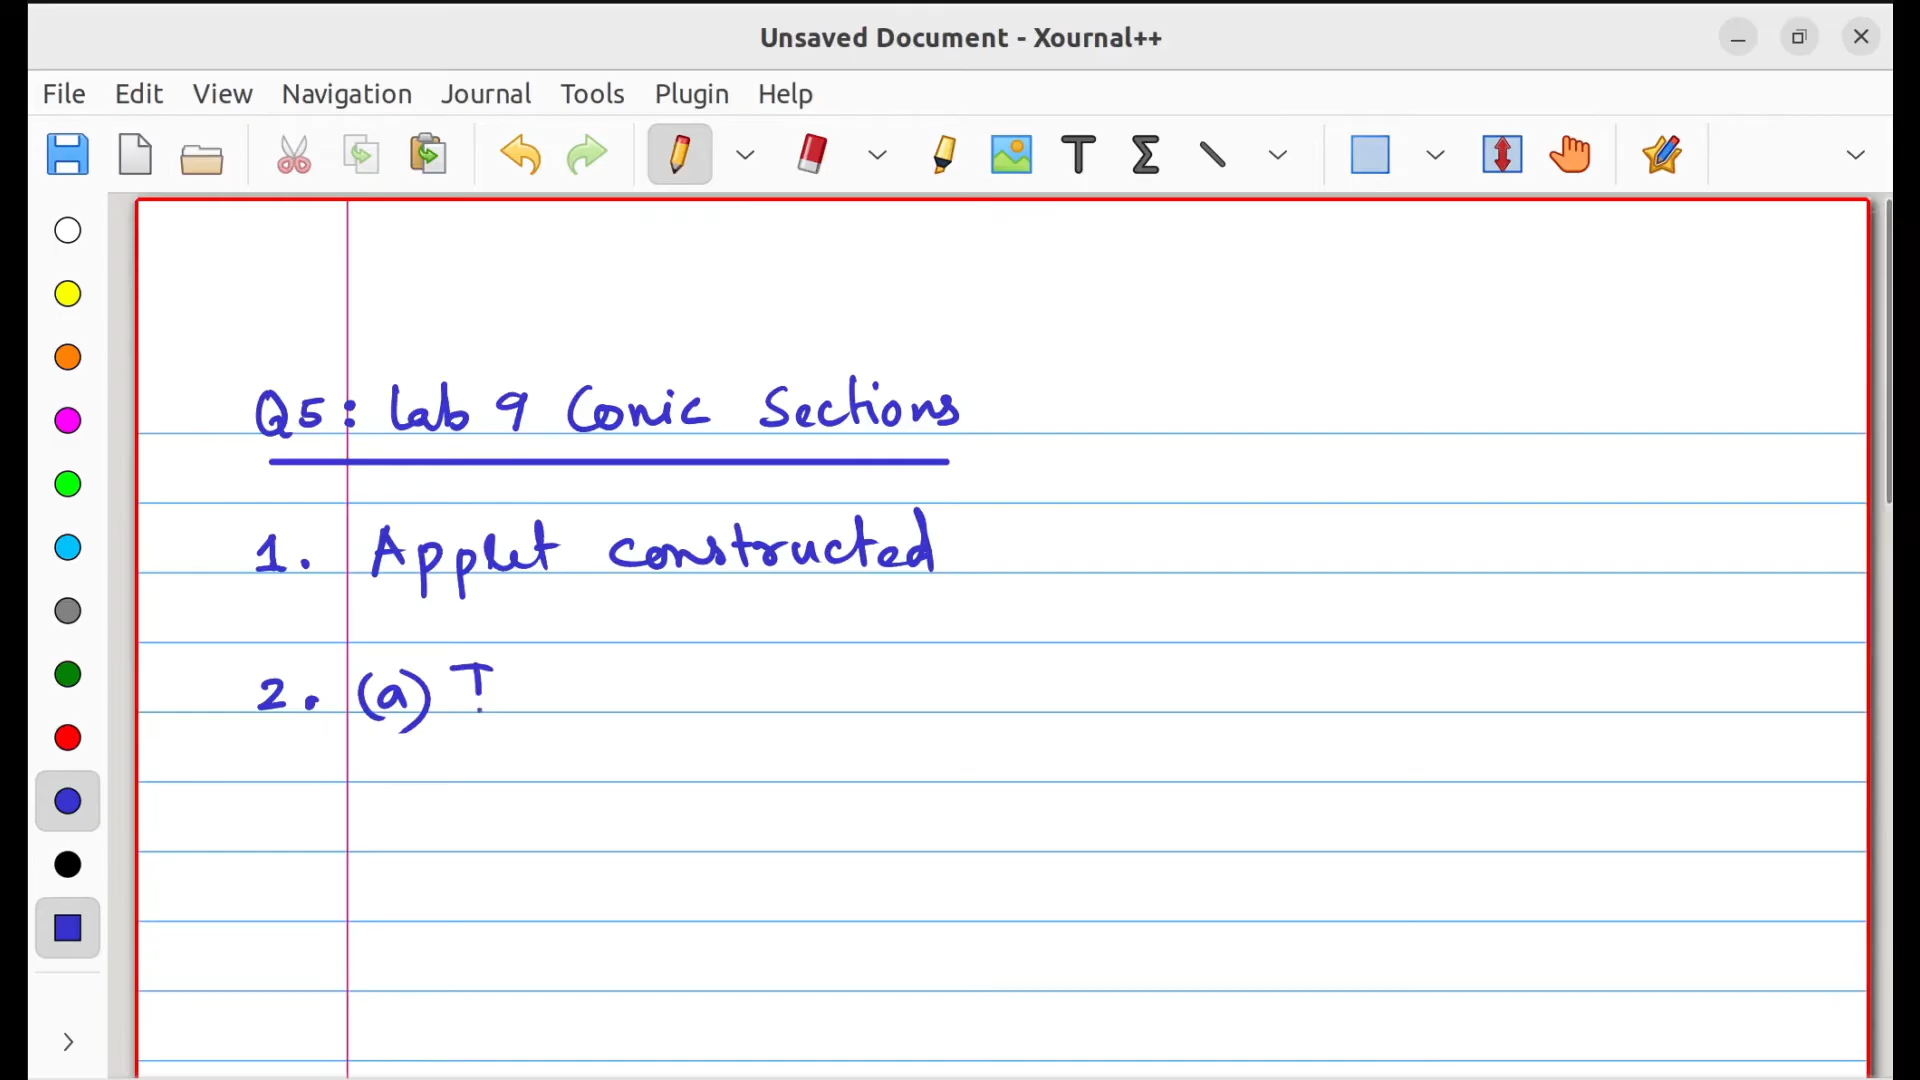 Unsaved Document - Xournal++
File Edit View Navigation Journal Tools Plugin Help
Q5: Lab 9 Conic Sections
1. Applet constructed
2. (a) T